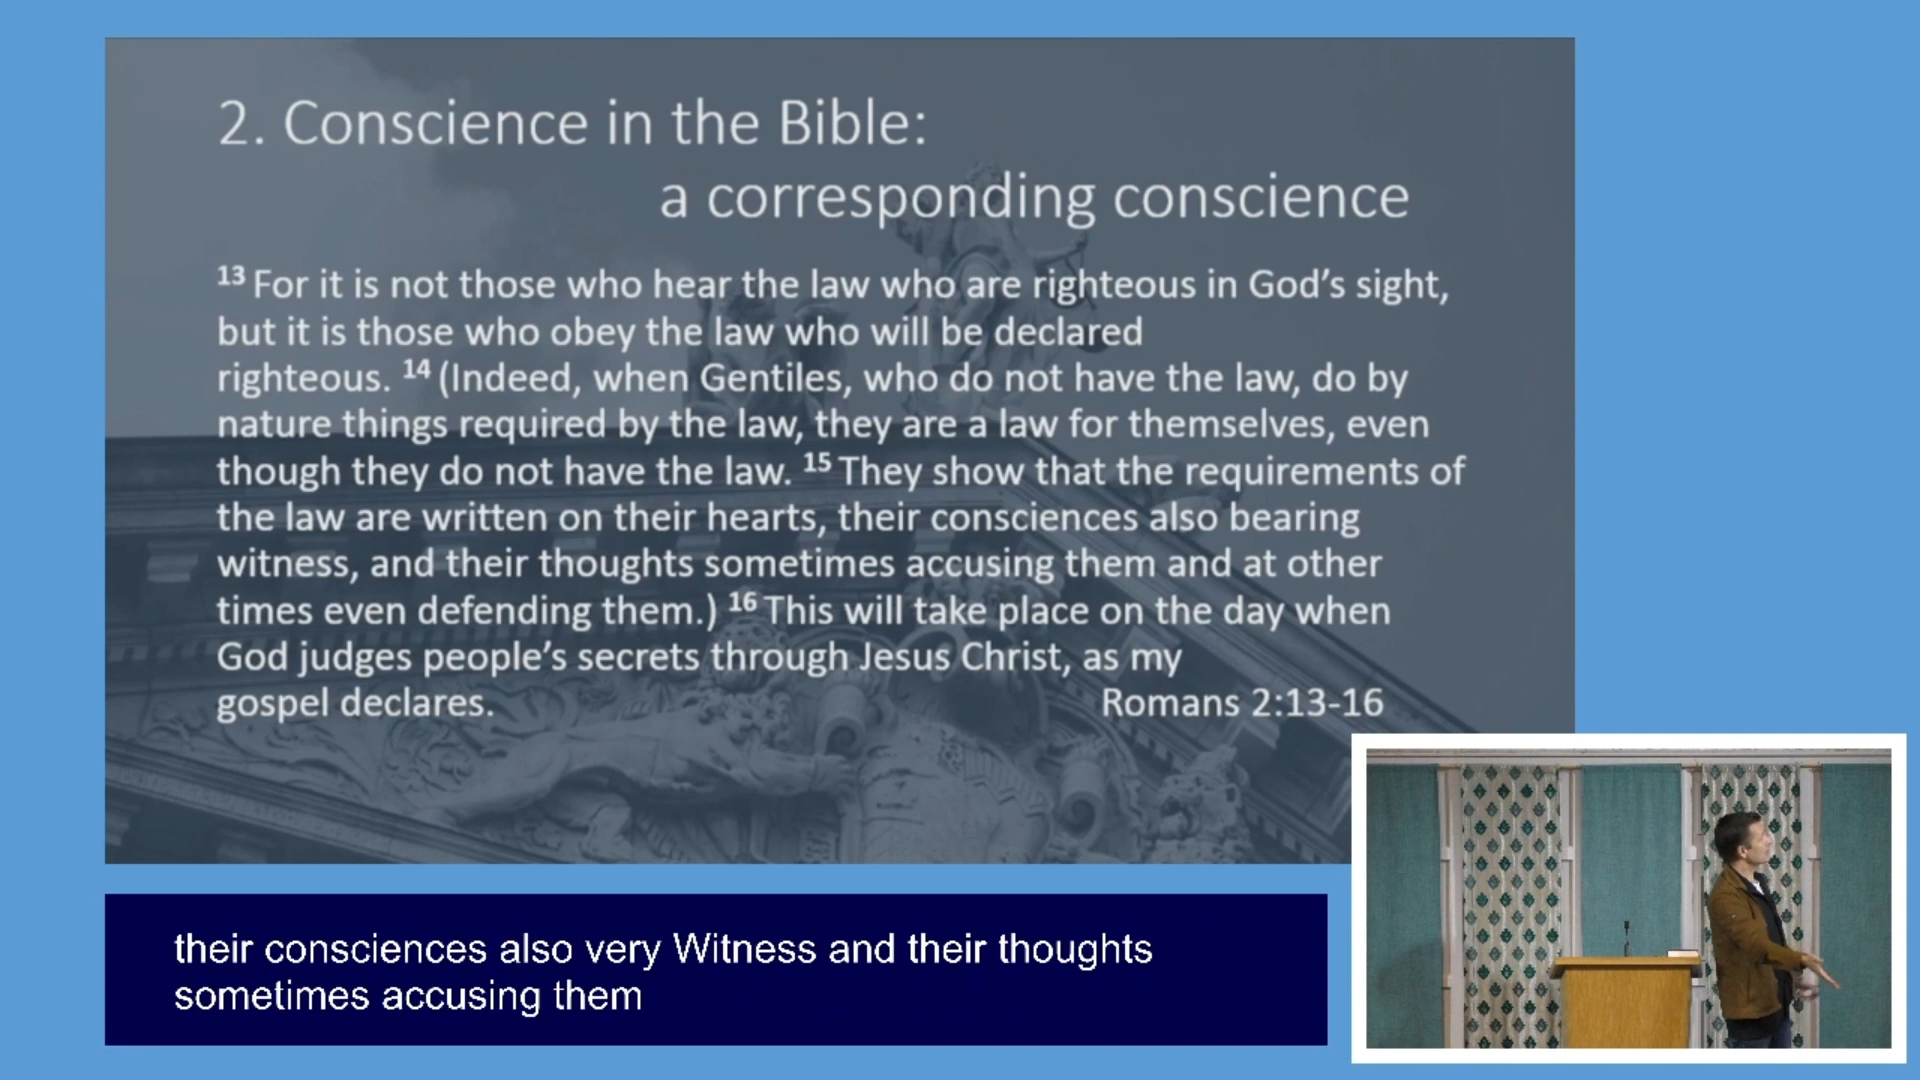 2. Conscience in the Bible:
a corresponding conscience
13 For it is not those who hear the law who are righteous in God’s sight,
but it is those who obey the law who will be declared
righteous. 14 (Indeed, when Gentiles, who do not have the law, do by
nature things required by the law, they are a law for themselves, even
though they do not have the law. 15 They show that the requirements of
the law are written on their hearts, their consciences also bearing
witness, and their thoughts sometimes accusing them and at other
times even defending them.) 16 This will take place on the day when
God judges people’s secrets through Jesus Christ, as my
gospel declares. Romans 2:13-16
their consciences also very Witness and their thoughts
sometimes accusing them